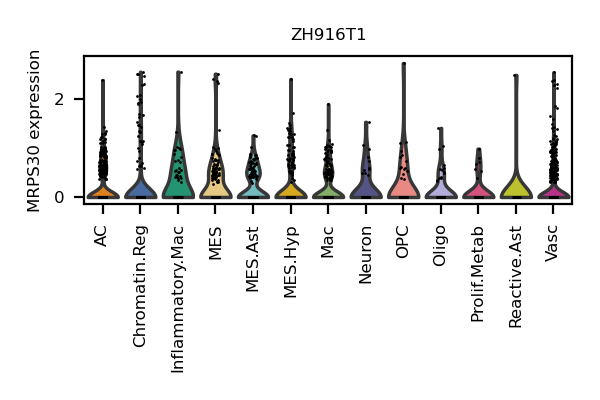 ZH916T1
MRPS30 expression
2
0
AC
Chromatin.Reg
Inflammatory.Mac
MES
MES.Ast
MES.Hyp
Mac
Neuron
OPC
Oligo
Prolif.Metab
Reactive.Ast
Vasc